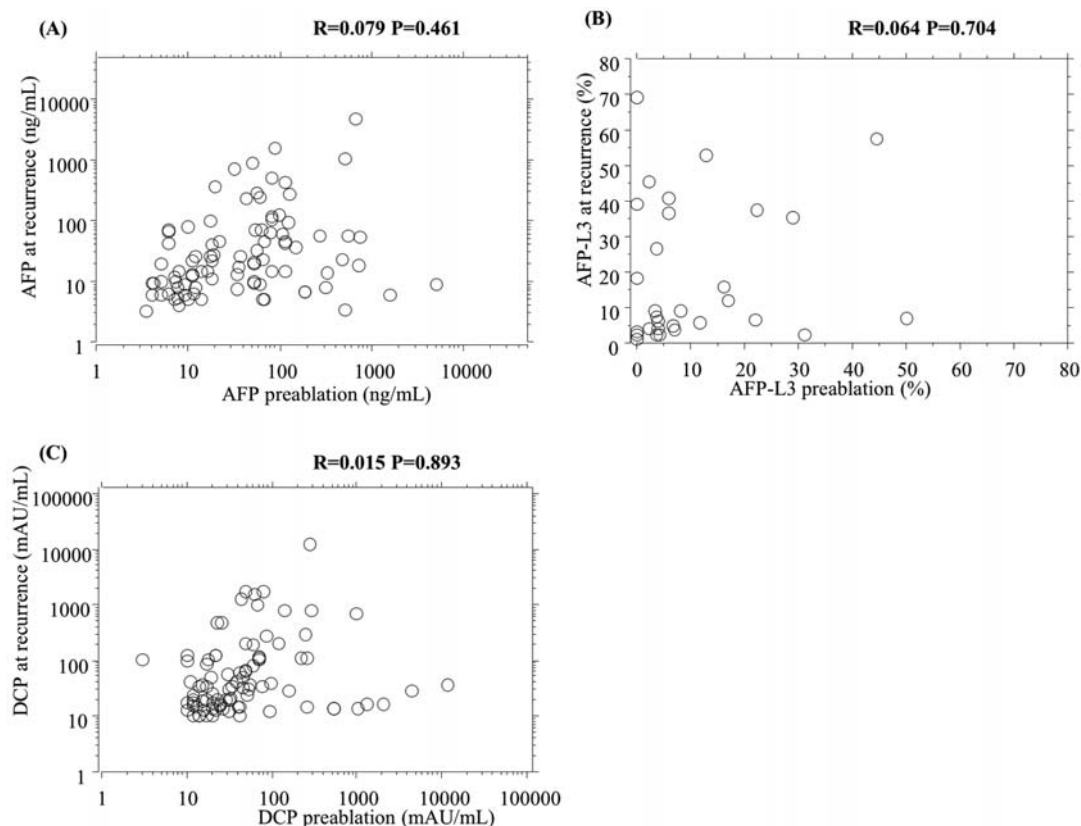 (A)
R=0.079 P=0.461
AFP at recurrence (ng/mL)
10000
1000
100
10
1
1 10 100 1000 10000
AFP preablation (ng/mL)
(B)
R=0.064 P=0.704
AFP-L3 at recurrence (%)
80
70
60
50
40
30
20
10
0
0 10 20 30 40 50 60 70 80
AFP-L3 preablation (%)
(C)
R=0.015 P=0.893
DCP at recurrence (mAU/mL)
100000
10000
1000
100
10
1
1 10 100 1000 10000 100000
DCP preablation (mAU/mL)